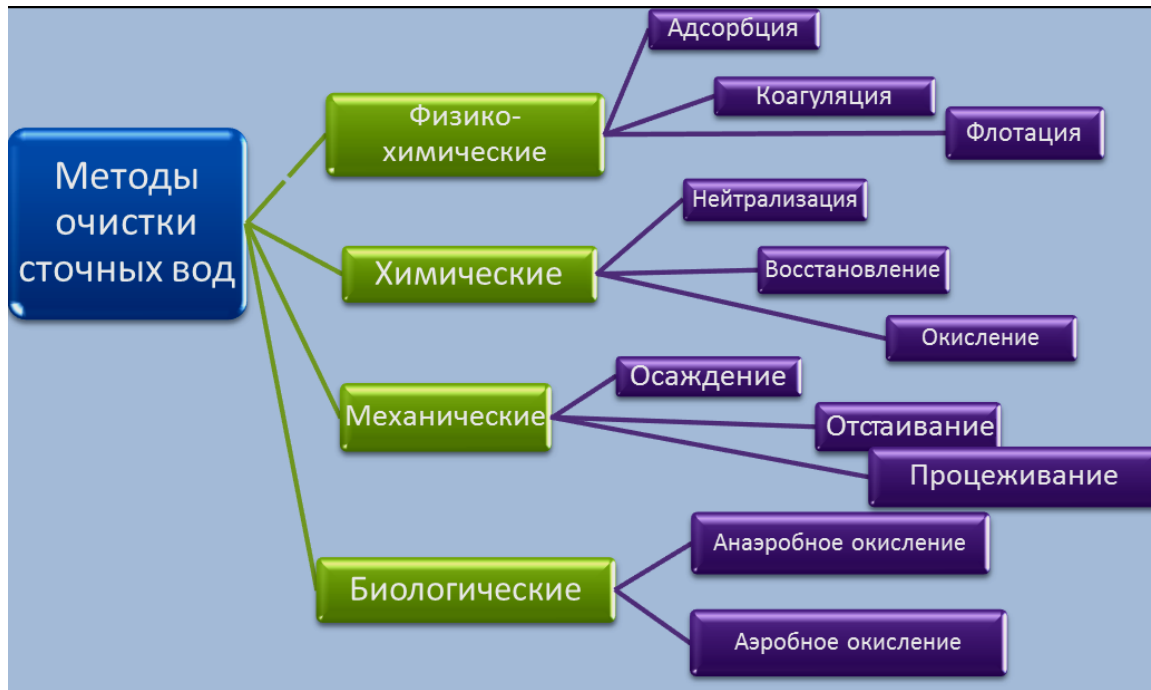 Методы
очистки
сточных вод
Физико-
химические
Адсорбция
Коагуляция
Флотация
Химические
Нейтрализация
Восстановление
Окисление
Механические
Осаждение
Отстаивание
Процеживание
Биологические
Анаэробное окисление
Аэробное окисление